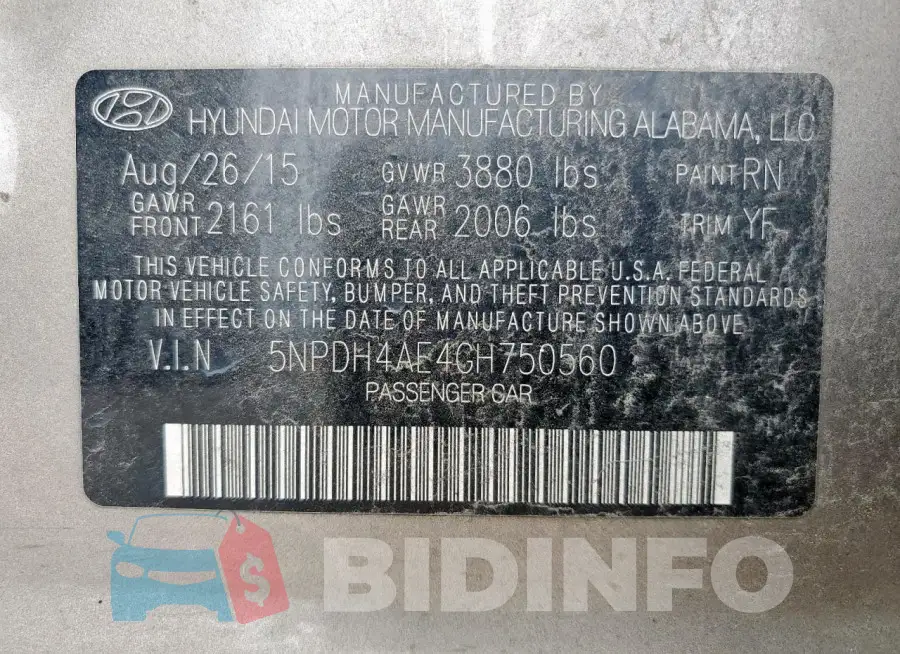 MANUFACTURED BY
HYUNDAI MOTOR MANUFACTURING ALABAMA, LLC
Aug/26/15 GVWR 3880 lbs PAINT RN
GAWR FRONT 2161 lbs GAWR REAR 2006 lbs TRIM YF
THIS VEHICLE CONFORMS TO ALL APPLICABLE U.S.A. FEDERAL
MOTOR VEHICLE SAFETY, BUMPER, AND THEFT PREVENTION STANDARDS
IN EFFECT ON THE DATE OF MANUFACTURE SHOWN ABOVE
V.I.N 5NPDH4AE4GH750560
PASSENGER CAR
$ BIDINFO